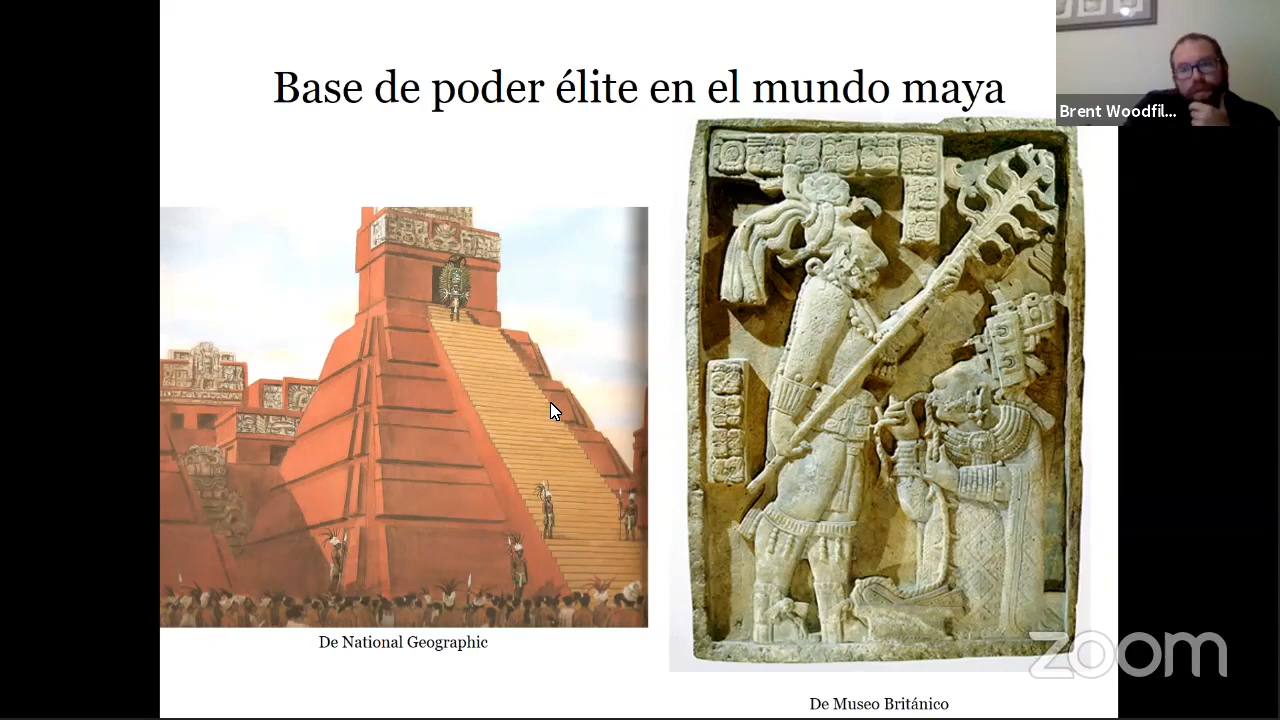 Base de poder élite en el mundo maya
Brent Woodfil...
De National Geographic
zoom
De Museo Británico